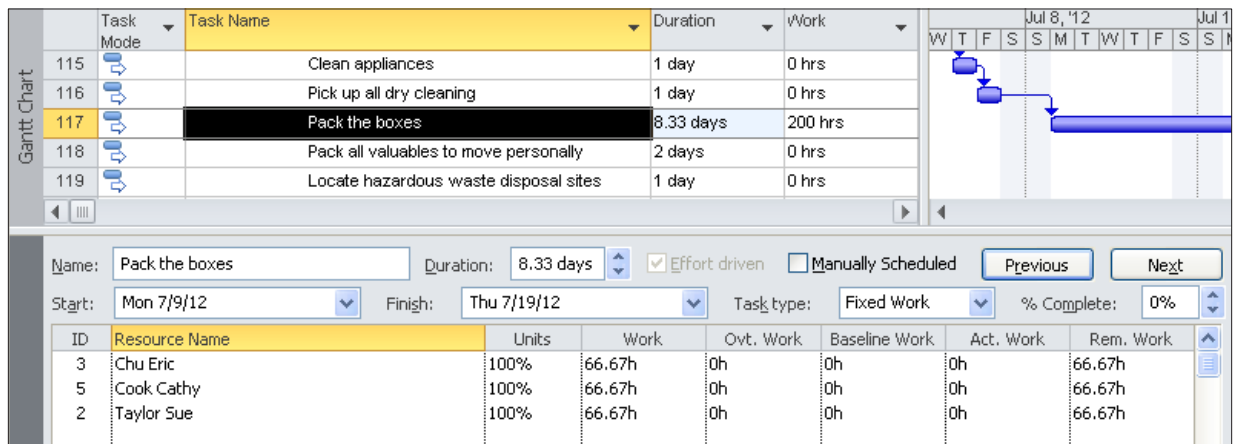 Task Mode Task Name Duration Work Jul 8, '12 Jul 1
W T F S S M T W T F S S
115 Clean appliances 1 day 0 hrs
116 Pick up all dry cleaning 1 day 0 hrs
117 Pack the boxes 8.33 days 200 hrs
118 Pack all valuables to move personally 2 days 0 hrs
119 Locate hazardous waste disposal sites 1 day 0 hrs
Gantt Chart
Name: Pack the boxes Duration: 8.33 days Effort driven Manually Scheduled Previous Next
Start: Mon 7/9/12 Finish: Thu 7/19/12 Task type: Fixed Work % Complete: 0%
ID Resource Name Units Work Ovt. Work Baseline Work Act. Work Rem. Work
3 Chu Eric 100% 66.67h 0h 0h 0h 66.67h
5 Cook Cathy 100% 66.67h 0h 0h 0h 66.67h
2 Taylor Sue 100% 66.67h 0h 0h 0h 66.67h